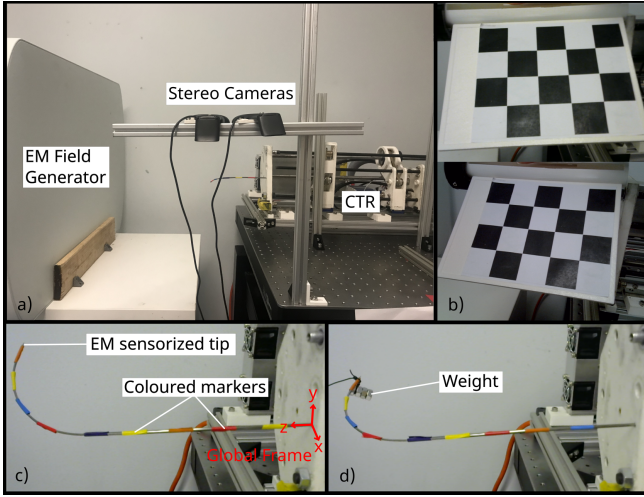 Stereo Cameras
EM Field
Generator
CTR
a)
b)
EM sensorized tip
Coloured markers
y
z
x
Global Frame
c)
Weight
d)